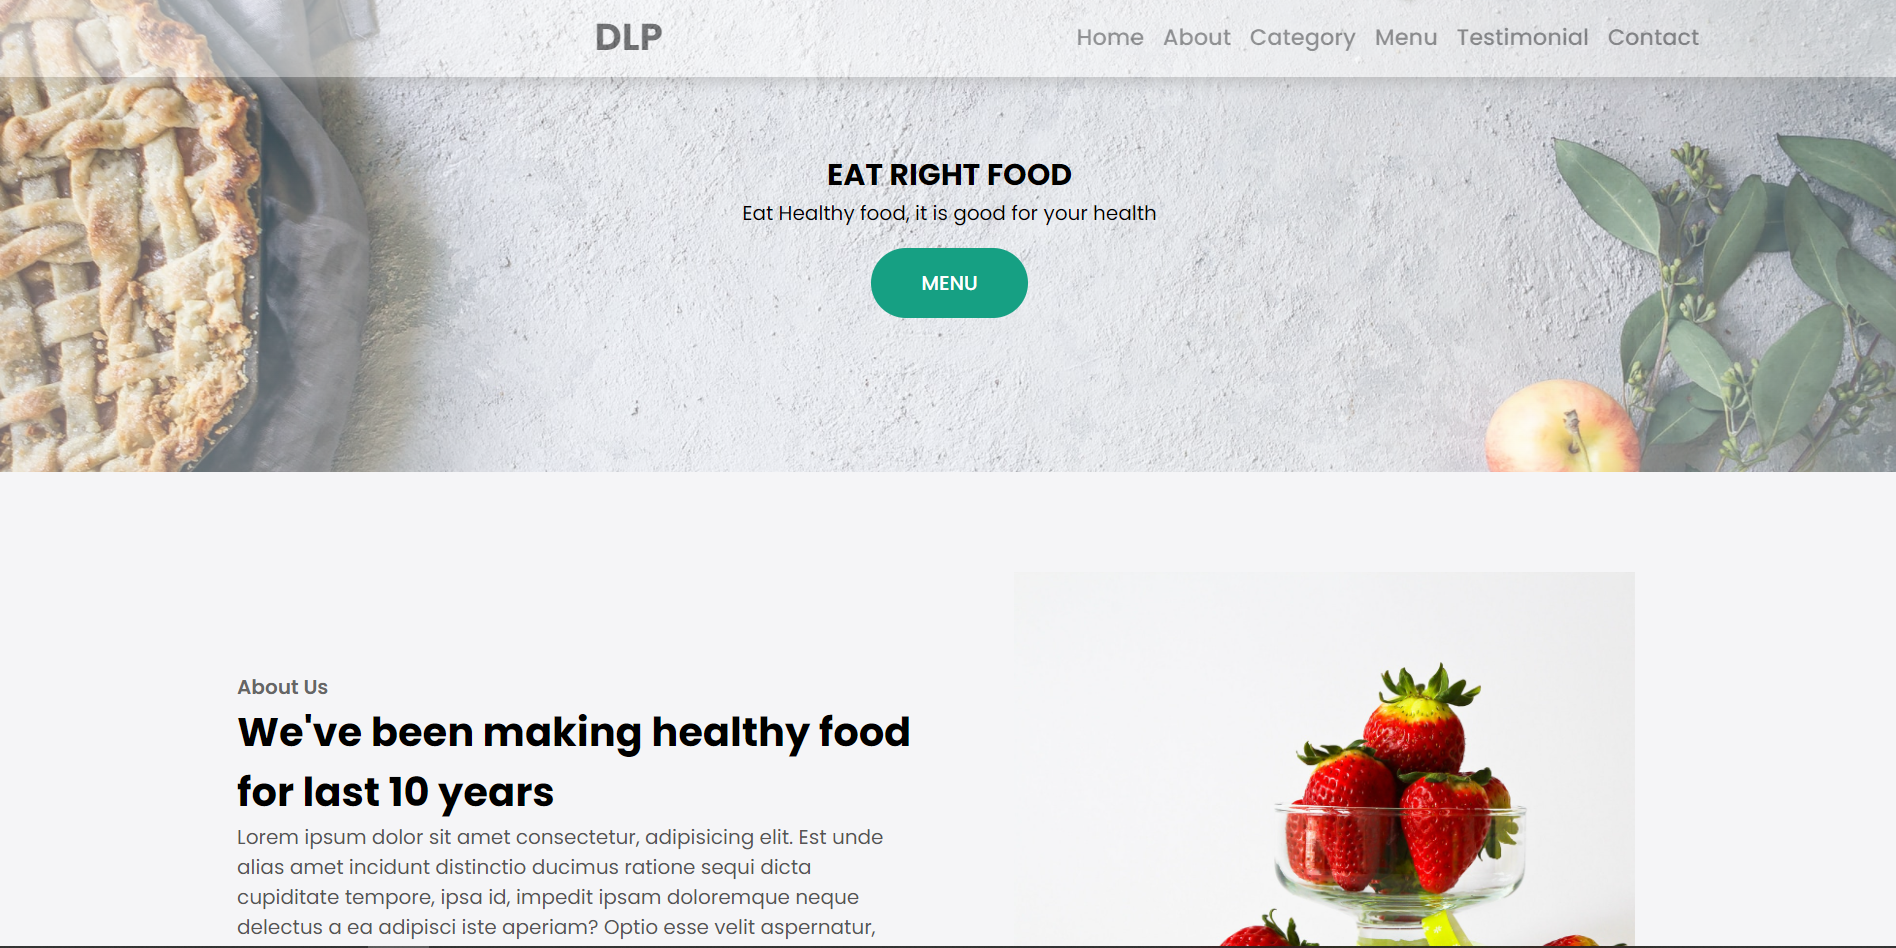 DLP
Home About Category Menu Testimonial Contact
EAT RIGHT FOOD
Eat Healthy food, it is good for your health
MENU
About Us
We've been making healthy food
for last 10 years
Lorem ipsum dolor sit amet consectetur, adipisicing elit. Est unde
alias amet incidunt distinctio ducimus ratione sequi dicta
cupiditate tempore, ipsa id, impedit ipsam doloremque neque
delectus a ea adipisci iste aperiam? Optio esse velit aspernatur,